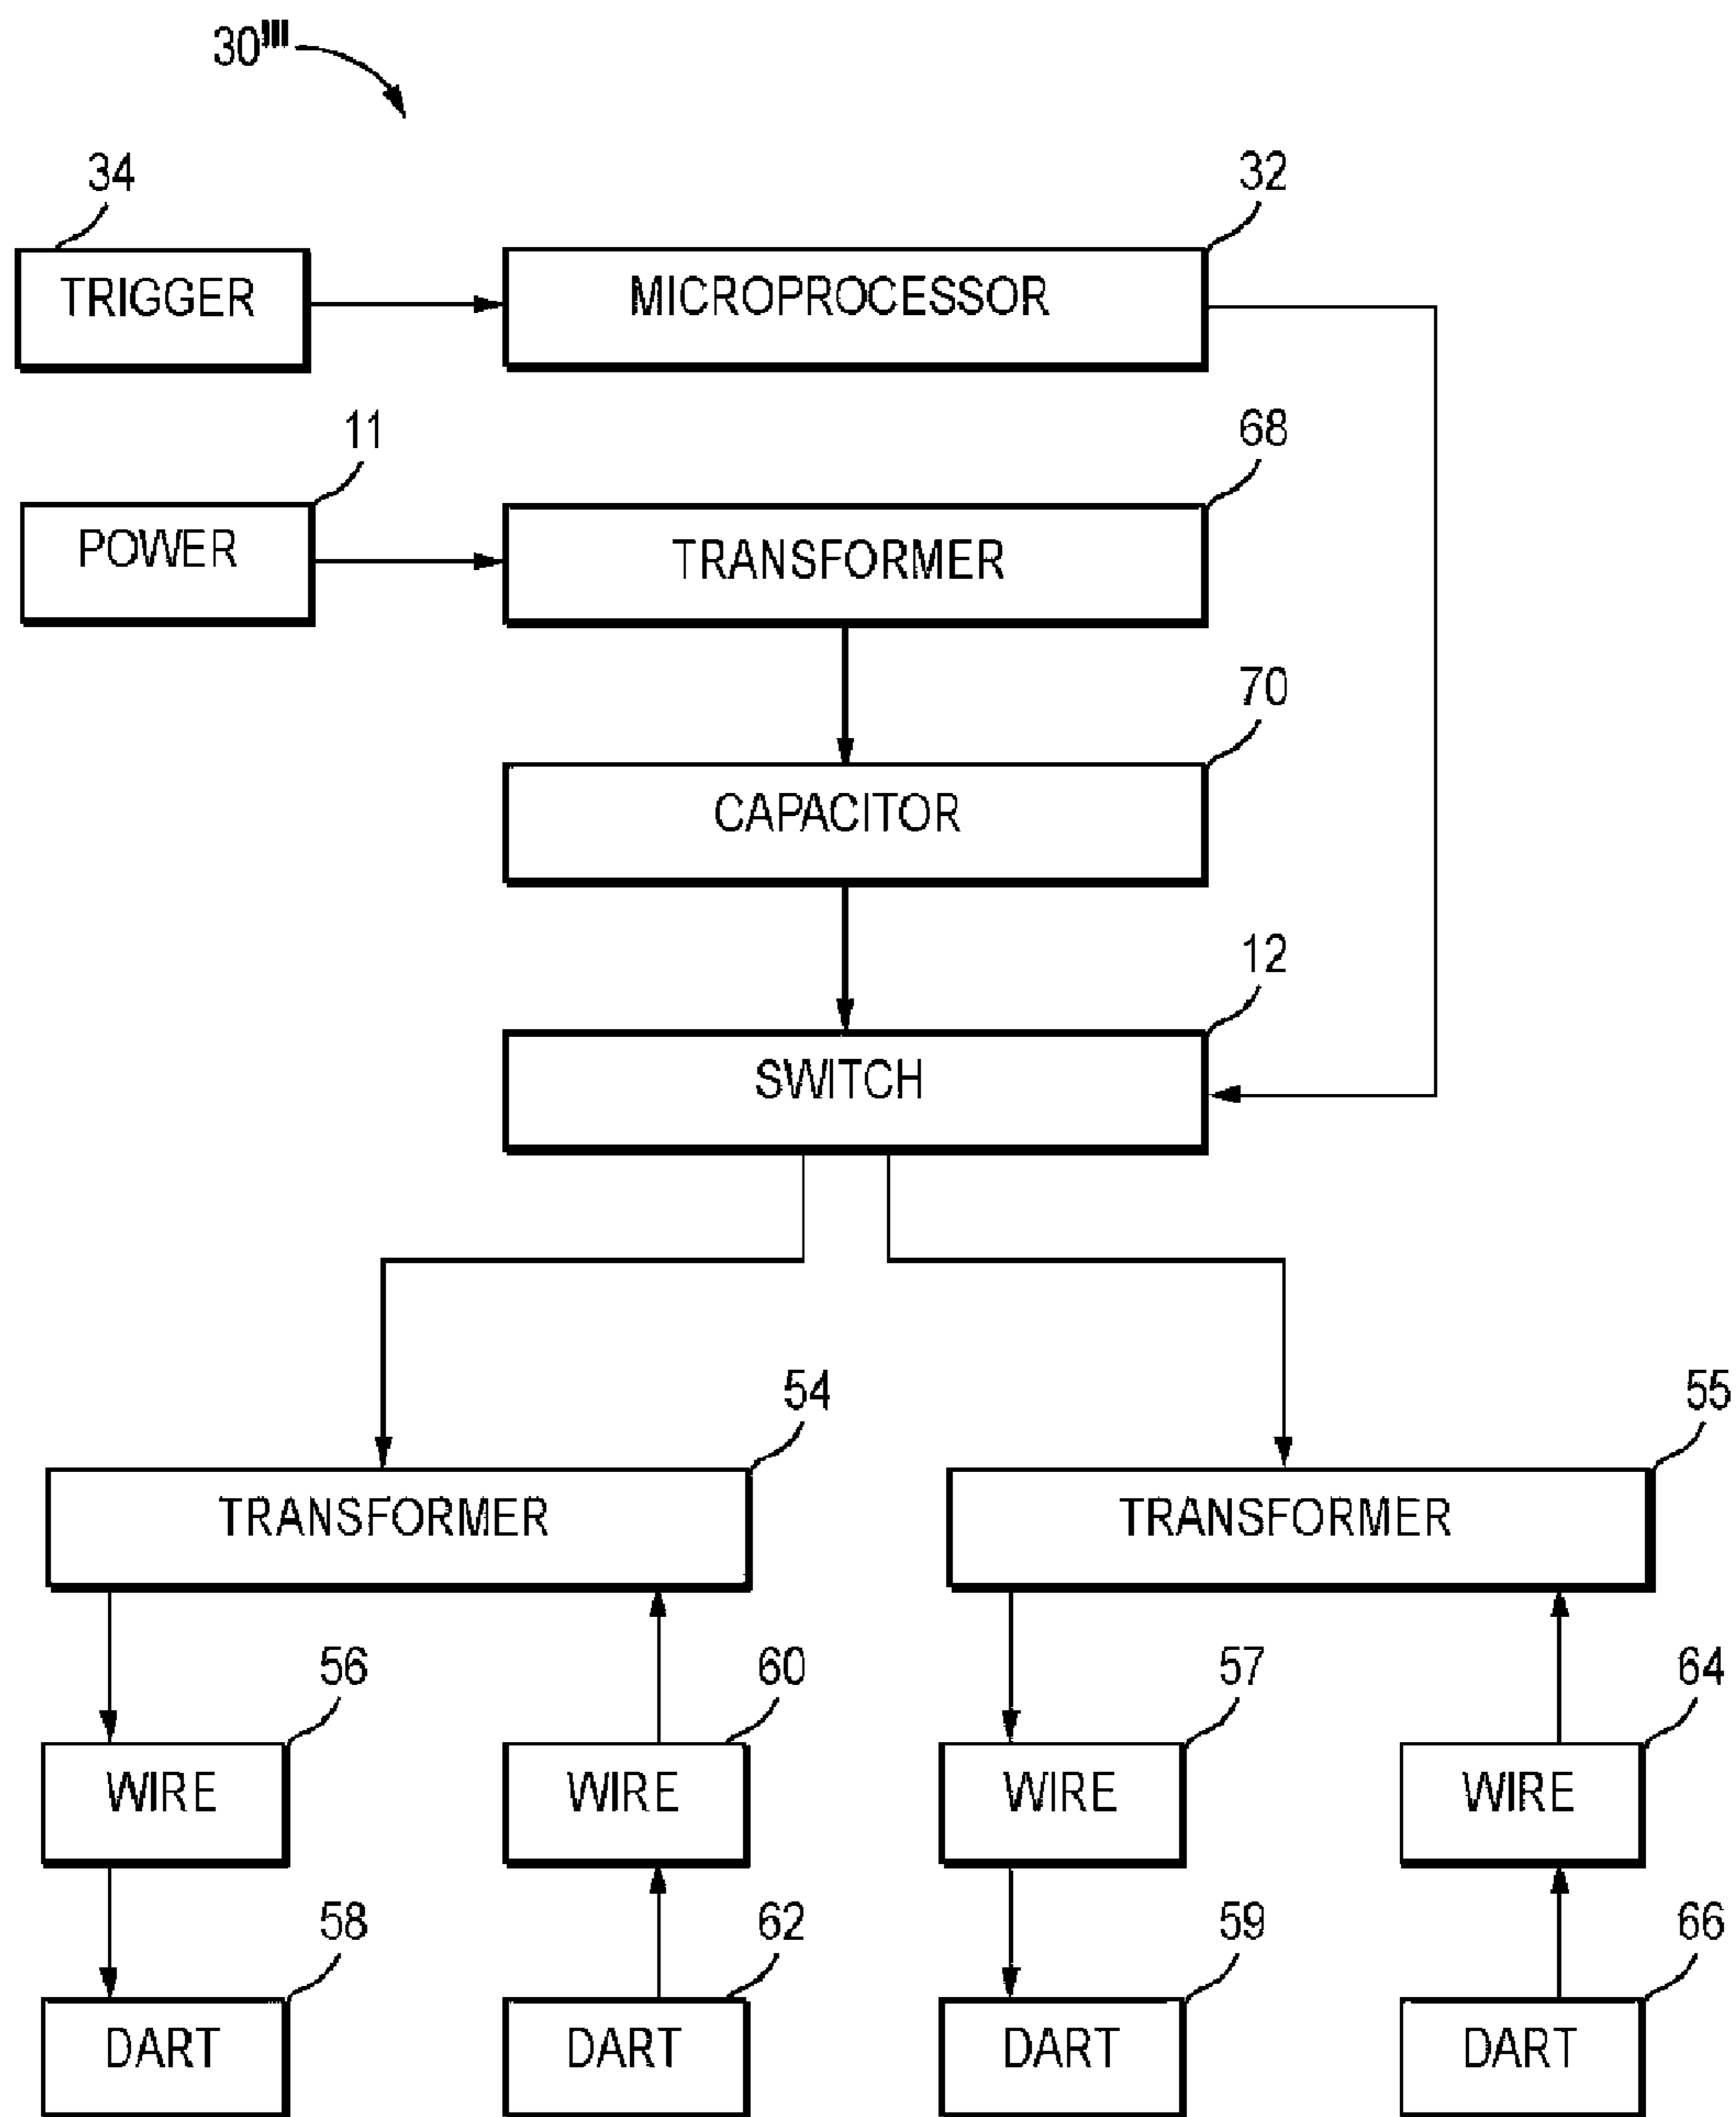 30''''
34
32
TRIGGER
MICROPROCESSOR
11
68
POWER
TRANSFORMER
70
CAPACITOR
12
SWITCH
54
55
TRANSFORMER
TRANSFORMER
56
60
57
64
WIRE
WIRE
WIRE
WIRE
58
62
59
66
DART
DART
DART
DART